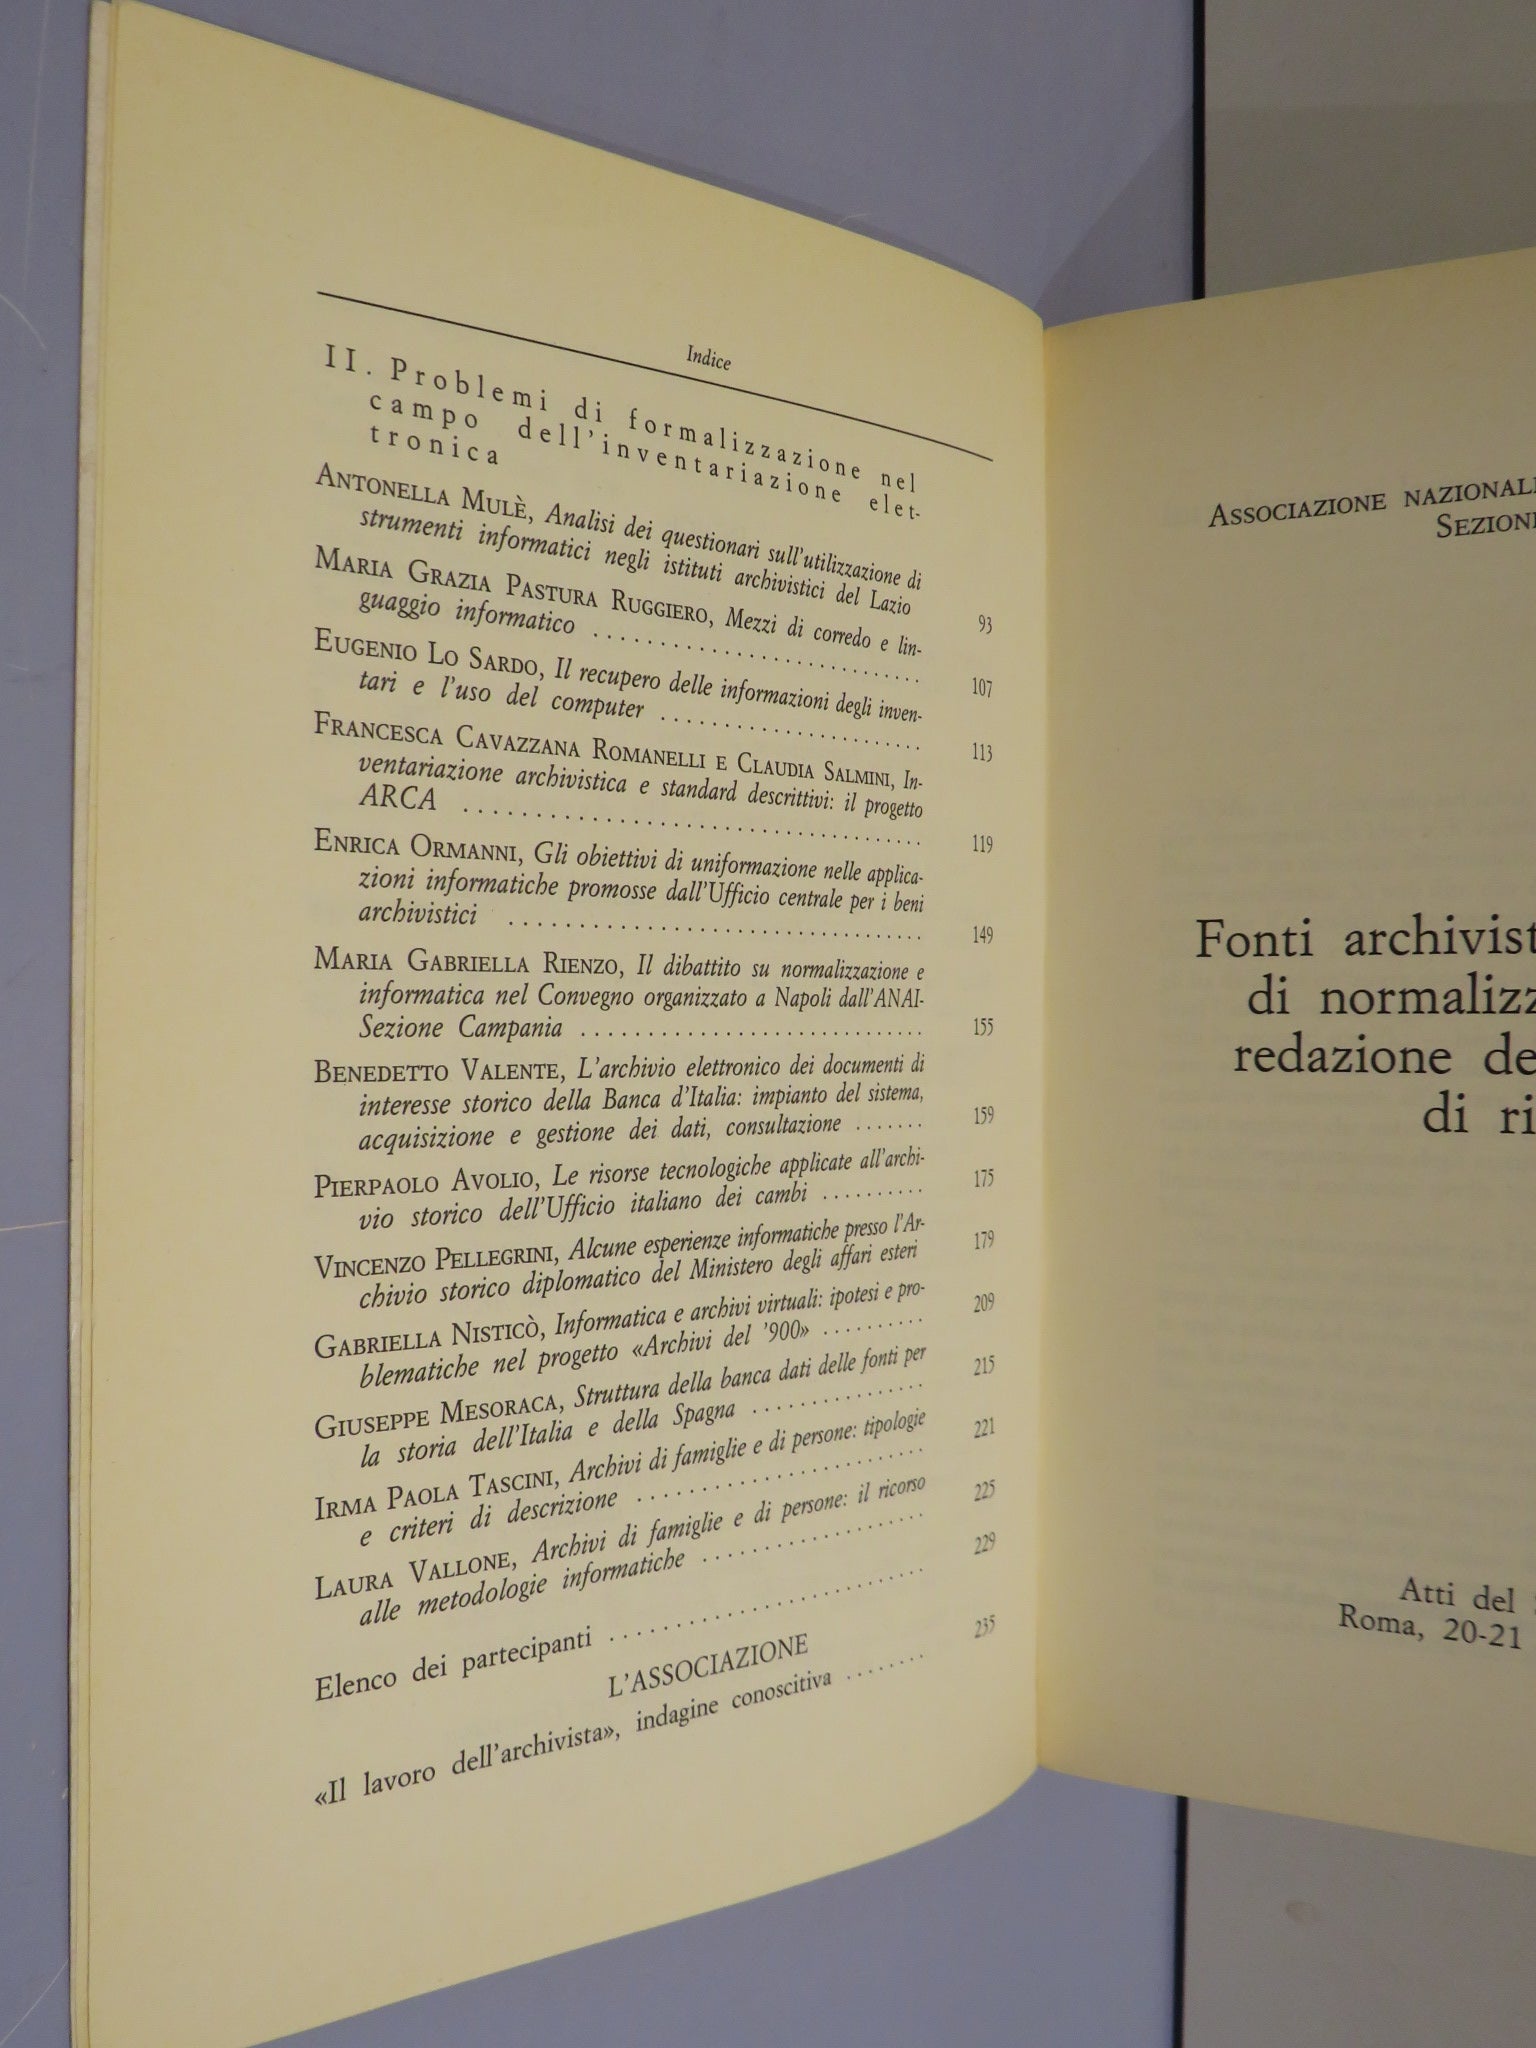 Indice
II. Problemi di formalizzazione nel
campo dell'inventariazione elet-
tronica
ANTONELLA MULÈ, Analisi dei questionari sull'utilizzazione di
strumenti informatici negli istituti archivistici del Lazio 93
MARIA GRAZIA PASTURA RUGGIERO, Mezzi di corredo e lin-
guaggio informatico . . . . . . . . . . . . . . . . . . . . . . . . . 107
EUGENIO LO SARDO, Il recupero delle informazioni degli inven-
tari e l'uso del computer . . . . . . . . . . . . . . . . . . . . 113
FRANCESCA CAVAZZANA ROMANELLI E CLAUDIA SALMINI, In-
ventariazione archivistica e standard descrittivi: il progetto
ARCA . . . . . . . . . . . . . . . . . . . . . . . . . . . . . . . . . . . 119
ENRICA ORMANNI, Gli obiettivi di uniformazione nelle applica-
zioni informatiche promosse dall'Ufficio centrale per i beni
archivistici . . . . . . . . . . . . . . . . . . . . . . . . . . . . . . . . 149
MARIA GABRIELLA RIENZO, Il dibattito su normalizzazione e
informatica nel Convegno organizzato a Napoli dall'ANAI-
Sezione Campania . . . . . . . . . . . . . . . . . . . . . . . . . . 155
BENEDETTO VALENTE, L'archivio elettronico dei documenti di
interesse storico della Banca d'Italia: impianto del sistema,
acquisizione e gestione dei dati, consultazione . . . . . . . 159
PIERPAOLO AVOLIO, Le risorse tecnologiche applicate all'archi-
vio storico dell'Ufficio italiano dei cambi . . . . . . . . . . 175
VINCENZO PELLEGRINI, Alcune esperienze informatiche presso l'Ar-
chivio storico diplomatico del Ministero degli affari esteri 179
GABRIELLA NISTICÒ, Informatica e archivi virtuali: ipotesi e pro-
blematiche nel progetto «Archivi del '900» . . . . . . . . . . 209
GIUSEPPE MESORACA, Struttura della banca dati delle fonti per
la storia dell'Italia e della Spagna . . . . . . . . . . . . . . 215
IRMA PAOLA TASCINI, Archivi di famiglie e di persone: tipologie
e criteri di descrizione . . . . . . . . . . . . . . . . . . . . . . 221
LAURA VALLONE, Archivi di famiglie e di persone: il ricorso
alle metodologie informatiche . . . . . . . . . . . . . . . . . . 225
Elenco dei partecipanti . . . . . . . . . . . . . . . . . . . . . . . . 229
L'ASSOCIAZIONE
«Il lavoro dell'archivista», indagine conoscitiva . . . . . . . . 235
ASSOCIAZIONE NAZIONAL
SEZIONE
Fonti archivist
di normalizz
redazione de
di ri
Atti del
Roma, 20-21